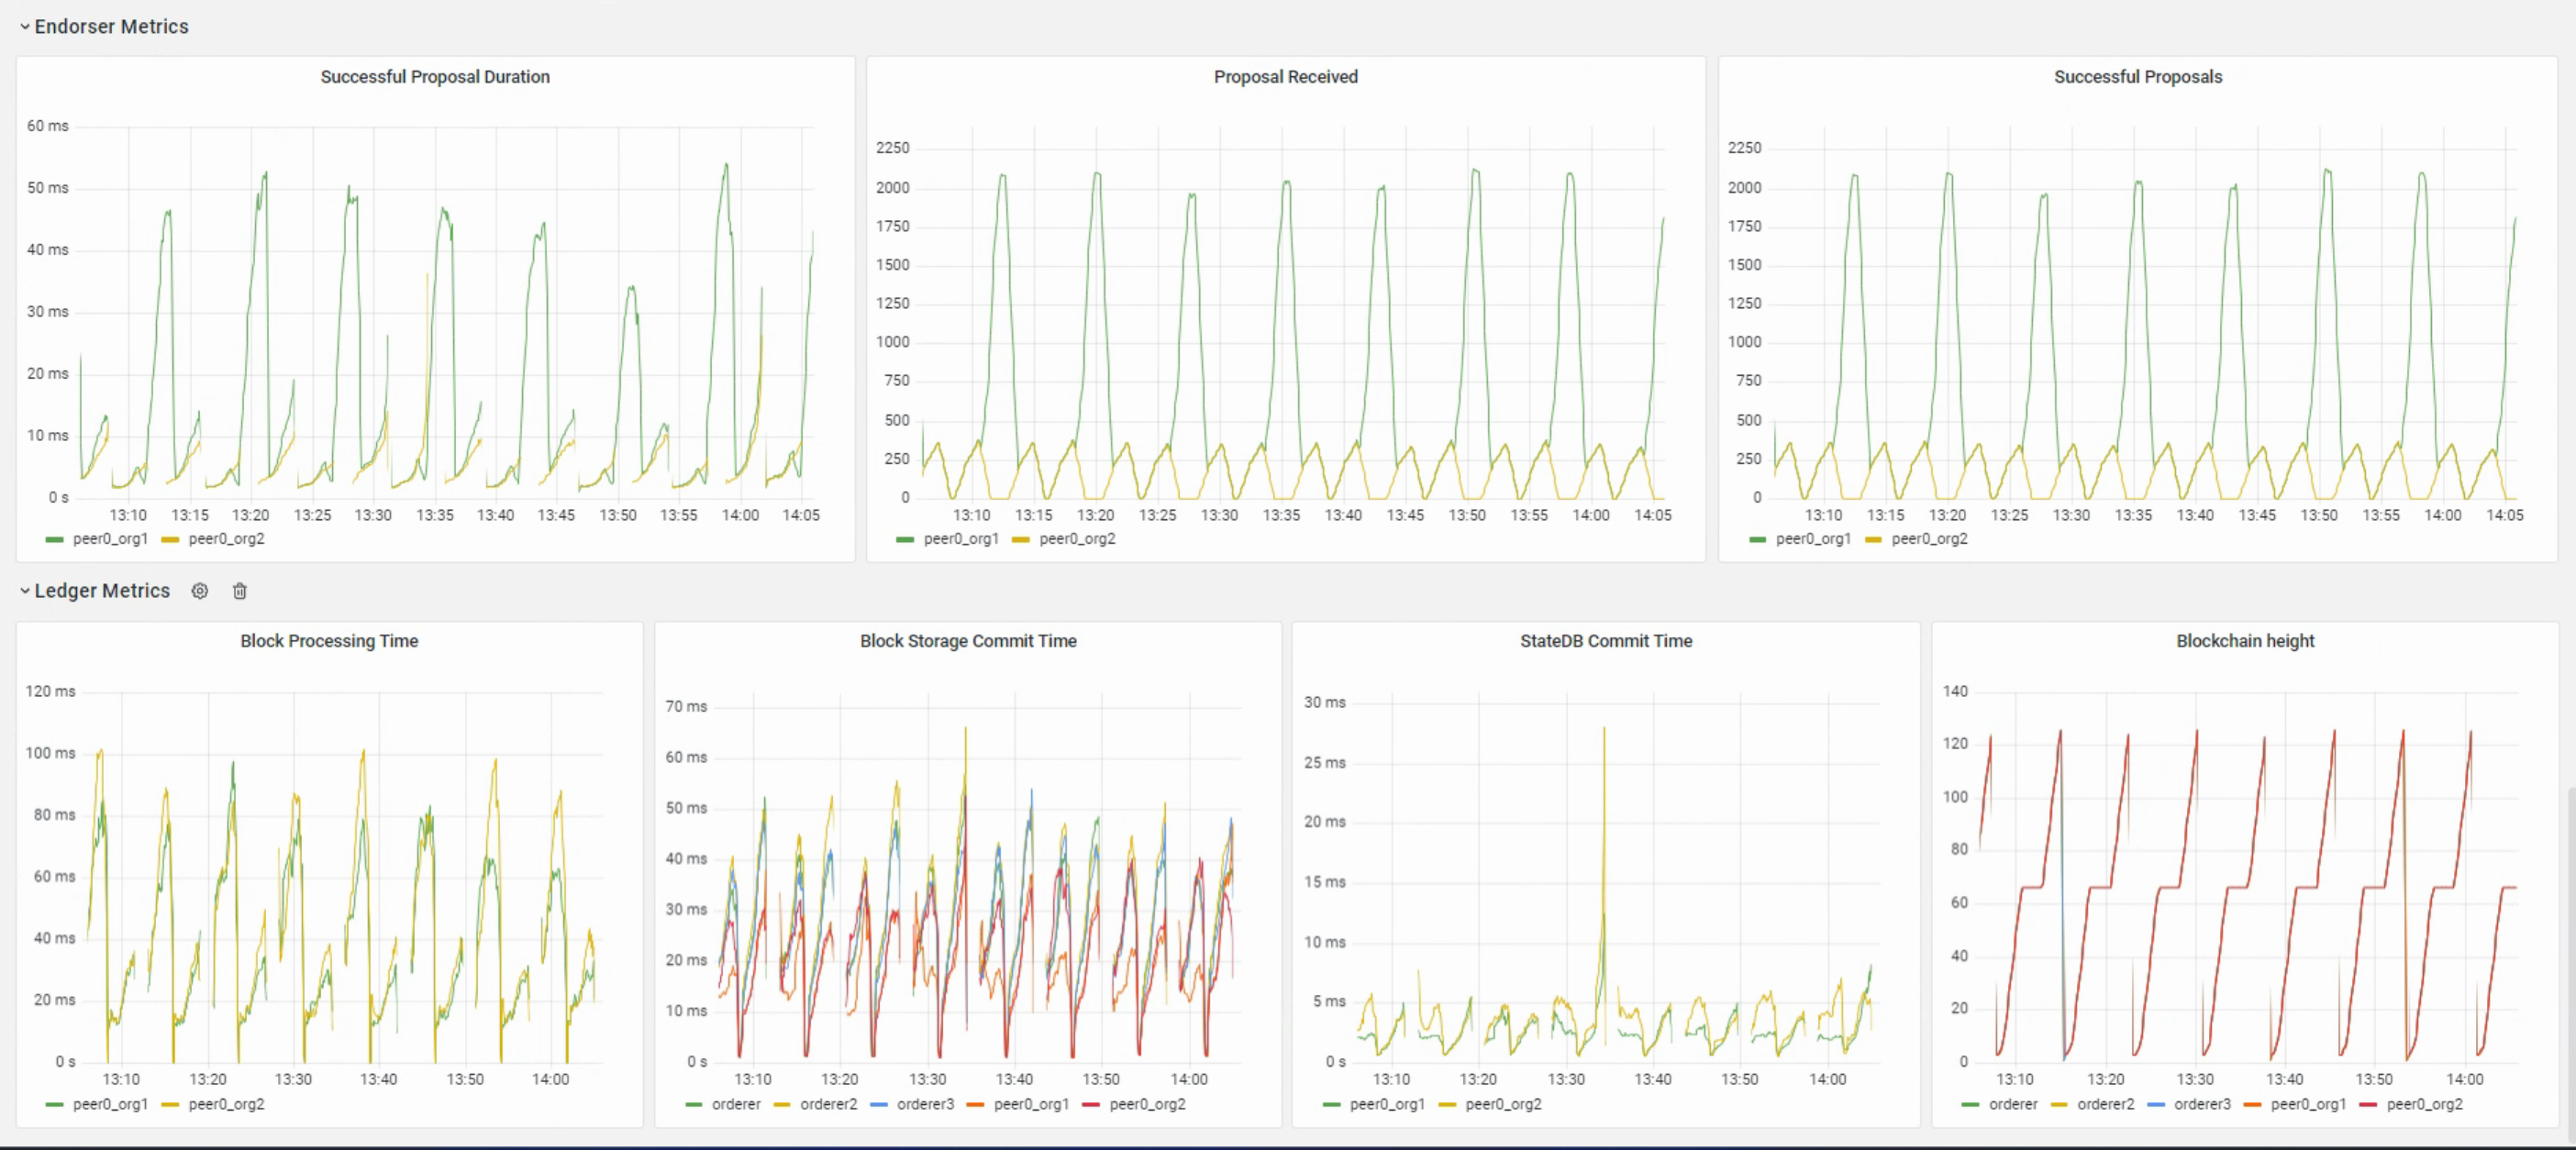 Endorser Metrics
Successful Proposal Duration
60 ms
50 ms
40 ms
30 ms
20 ms
10 ms
0 s
13:10 13:15 13:20 13:25 13:30 13:35 13:40 13:45 13:50 13:55 14:00 14:05
peer0_org1 peer0_org2
Proposal Received
2250
2000
1750
1500
1250
1000
750
500
250
0
13:10 13:15 13:20 13:25 13:30 13:35 13:40 13:45 13:50 13:55 14:00 14:05
peer0_org1 peer0_org2
Successful Proposals
2250
2000
1750
1500
1250
1000
750
500
250
0
13:10 13:15 13:20 13:25 13:30 13:35 13:40 13:45 13:50 13:55 14:00 14:05
peer0_org1 peer0_org2
Ledger Metrics
Block Processing Time
120 ms
100 ms
80 ms
60 ms
40 ms
20 ms
0 s
13:10 13:20 13:30 13:40 13:50 14:00
peer0_org1 peer0_org2
Block Storage Commit Time
70 ms
60 ms
50 ms
40 ms
30 ms
20 ms
10 ms
0 s
13:10 13:20 13:30 13:40 13:50 14:00
orderer orderer2 orderer3 peer0_org1 peer0_org2
StateDB Commit Time
30 ms
25 ms
20 ms
15 ms
10 ms
5 ms
0 s
13:10 13:20 13:30 13:40 13:50 14:00
peer0_org1 peer0_org2
Blockchain height
140
120
100
80
60
40
20
0
13:10 13:20 13:30 13:40 13:50 14:00
orderer orderer2 orderer3 peer0_org1 peer0_org2